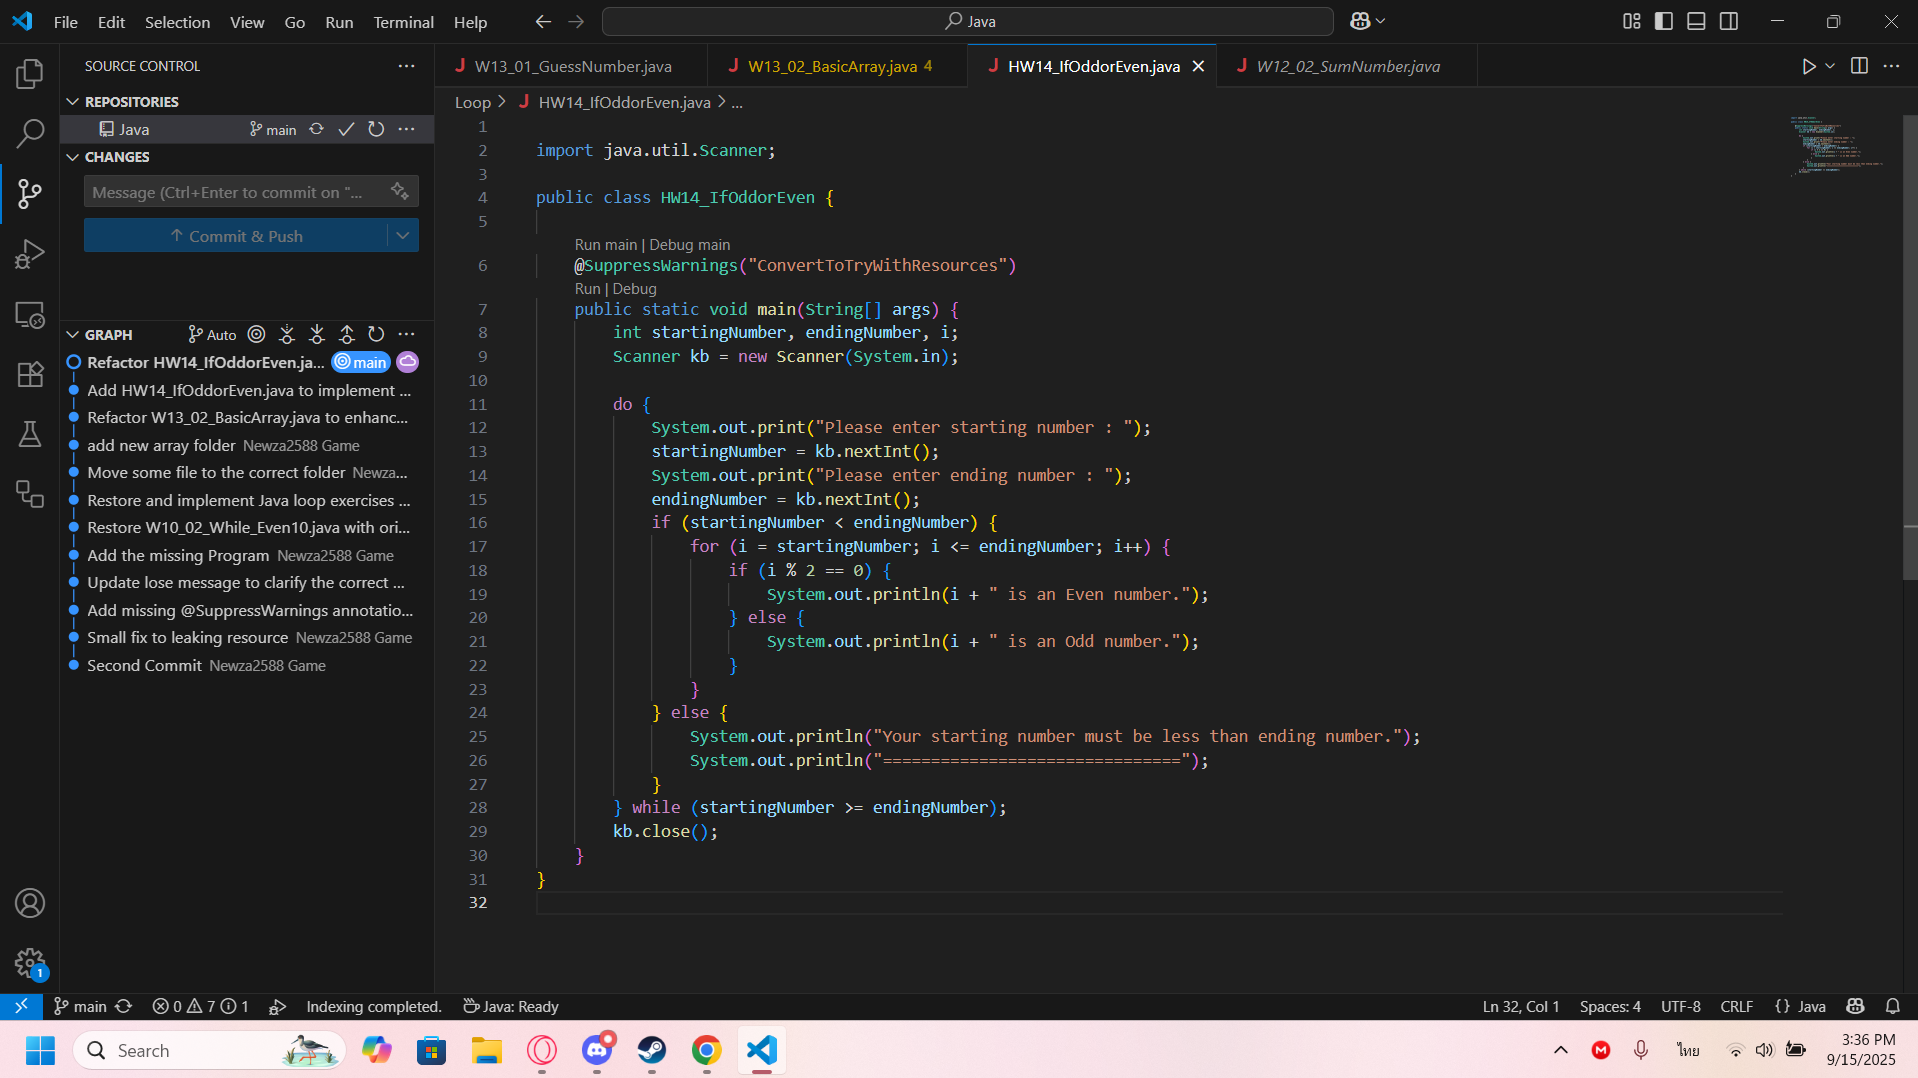 File Edit Selection View Go Run Terminal Help
Java
SOURCE CONTROL
W13_01_GuessNumber.java
W13_02_BasicArray.java 4
HW14_IfOddorEven.java
W12_02_SumNumber.java
REPOSITORIES
Java
main
CHANGES
Message (Ctrl+Enter to commit on "...
Commit & Push
GRAPH
Auto
Refactor HW14_IfOddorEven.ja... main
Add HW14_IfOddorEven.java to implement ...
Refactor W13_02_BasicArray.java to enhanc...
add new array folder Newza2588 Game
Move some file to the correct folder Newza...
Restore and implement Java loop exercises ...
Restore W10_02_While_Even10.java with ori...
Add the missing Program Newza2588 Game
Update lose message to clarify the correct ...
Add missing @SuppressWarnings annotatio...
Small fix to leaking resource Newza2588 Game
Second Commit Newza2588 Game
Loop > HW14_IfOddorEven.java > ...
1
2 import java.util.Scanner;
3
4 public class HW14_IfOddorEven {
5
Run main | Debug main
6 @SuppressWarnings("ConvertToTryWithResources")
Run | Debug
7 public static void main(String[] args) {
8 int startingNumber, endingNumber, i;
9 Scanner kb = new Scanner(System.in);
10
11 do {
12 System.out.print("Please enter starting number : ");
13 startingNumber = kb.nextInt();
14 System.out.print("Please enter ending number : ");
15 endingNumber = kb.nextInt();
16 if (startingNumber < endingNumber) {
17 for (i = startingNumber; i <= endingNumber; i++) {
18 if (i % 2 == 0) {
19 System.out.println(i + " is an Even number.");
20 } else {
21 System.out.println(i + " is an Odd number.");
22 }
23 }
24 } else {
25 System.out.println("Your starting number must be less than ending number.");
26 System.out.println("===============================");
27 }
28 } while (startingNumber >= endingNumber);
29 kb.close();
30 }
31 }
32
1
main 0 7 1 Indexing completed. Java: Ready
Ln 32, Col 1 Spaces: 4 UTF-8 CRLF {} Java
Search
M
ไทย
3:36 PM
9/15/2025